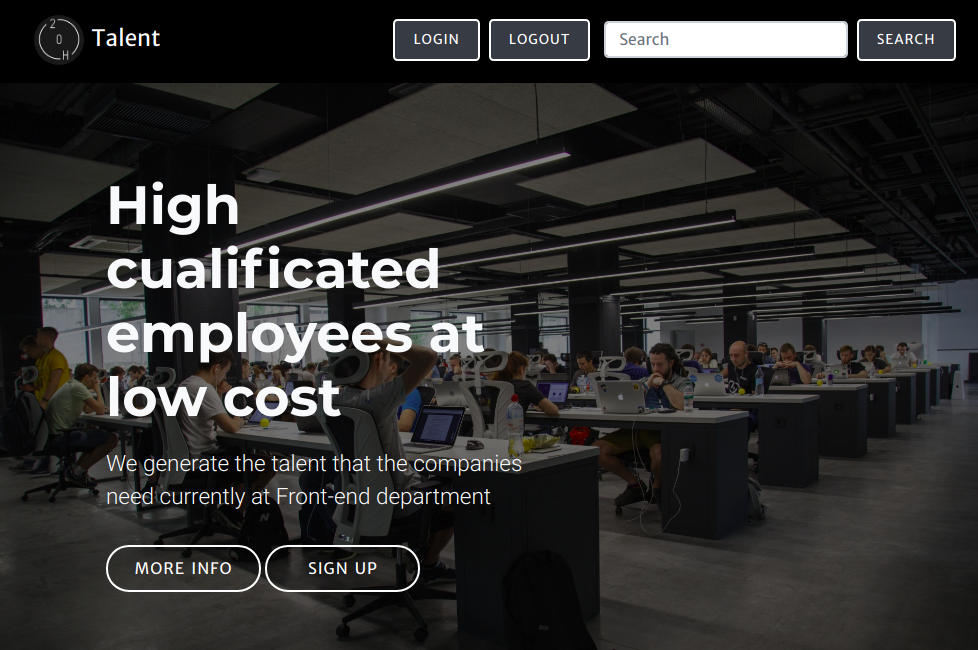 2
0
H
Talent
LOGIN
LOGOUT
Search
SEARCH
High
cualificated
employees at
low cost
We generate the talent that the companies
need currently at Front-end department
MORE INFO
SIGN UP